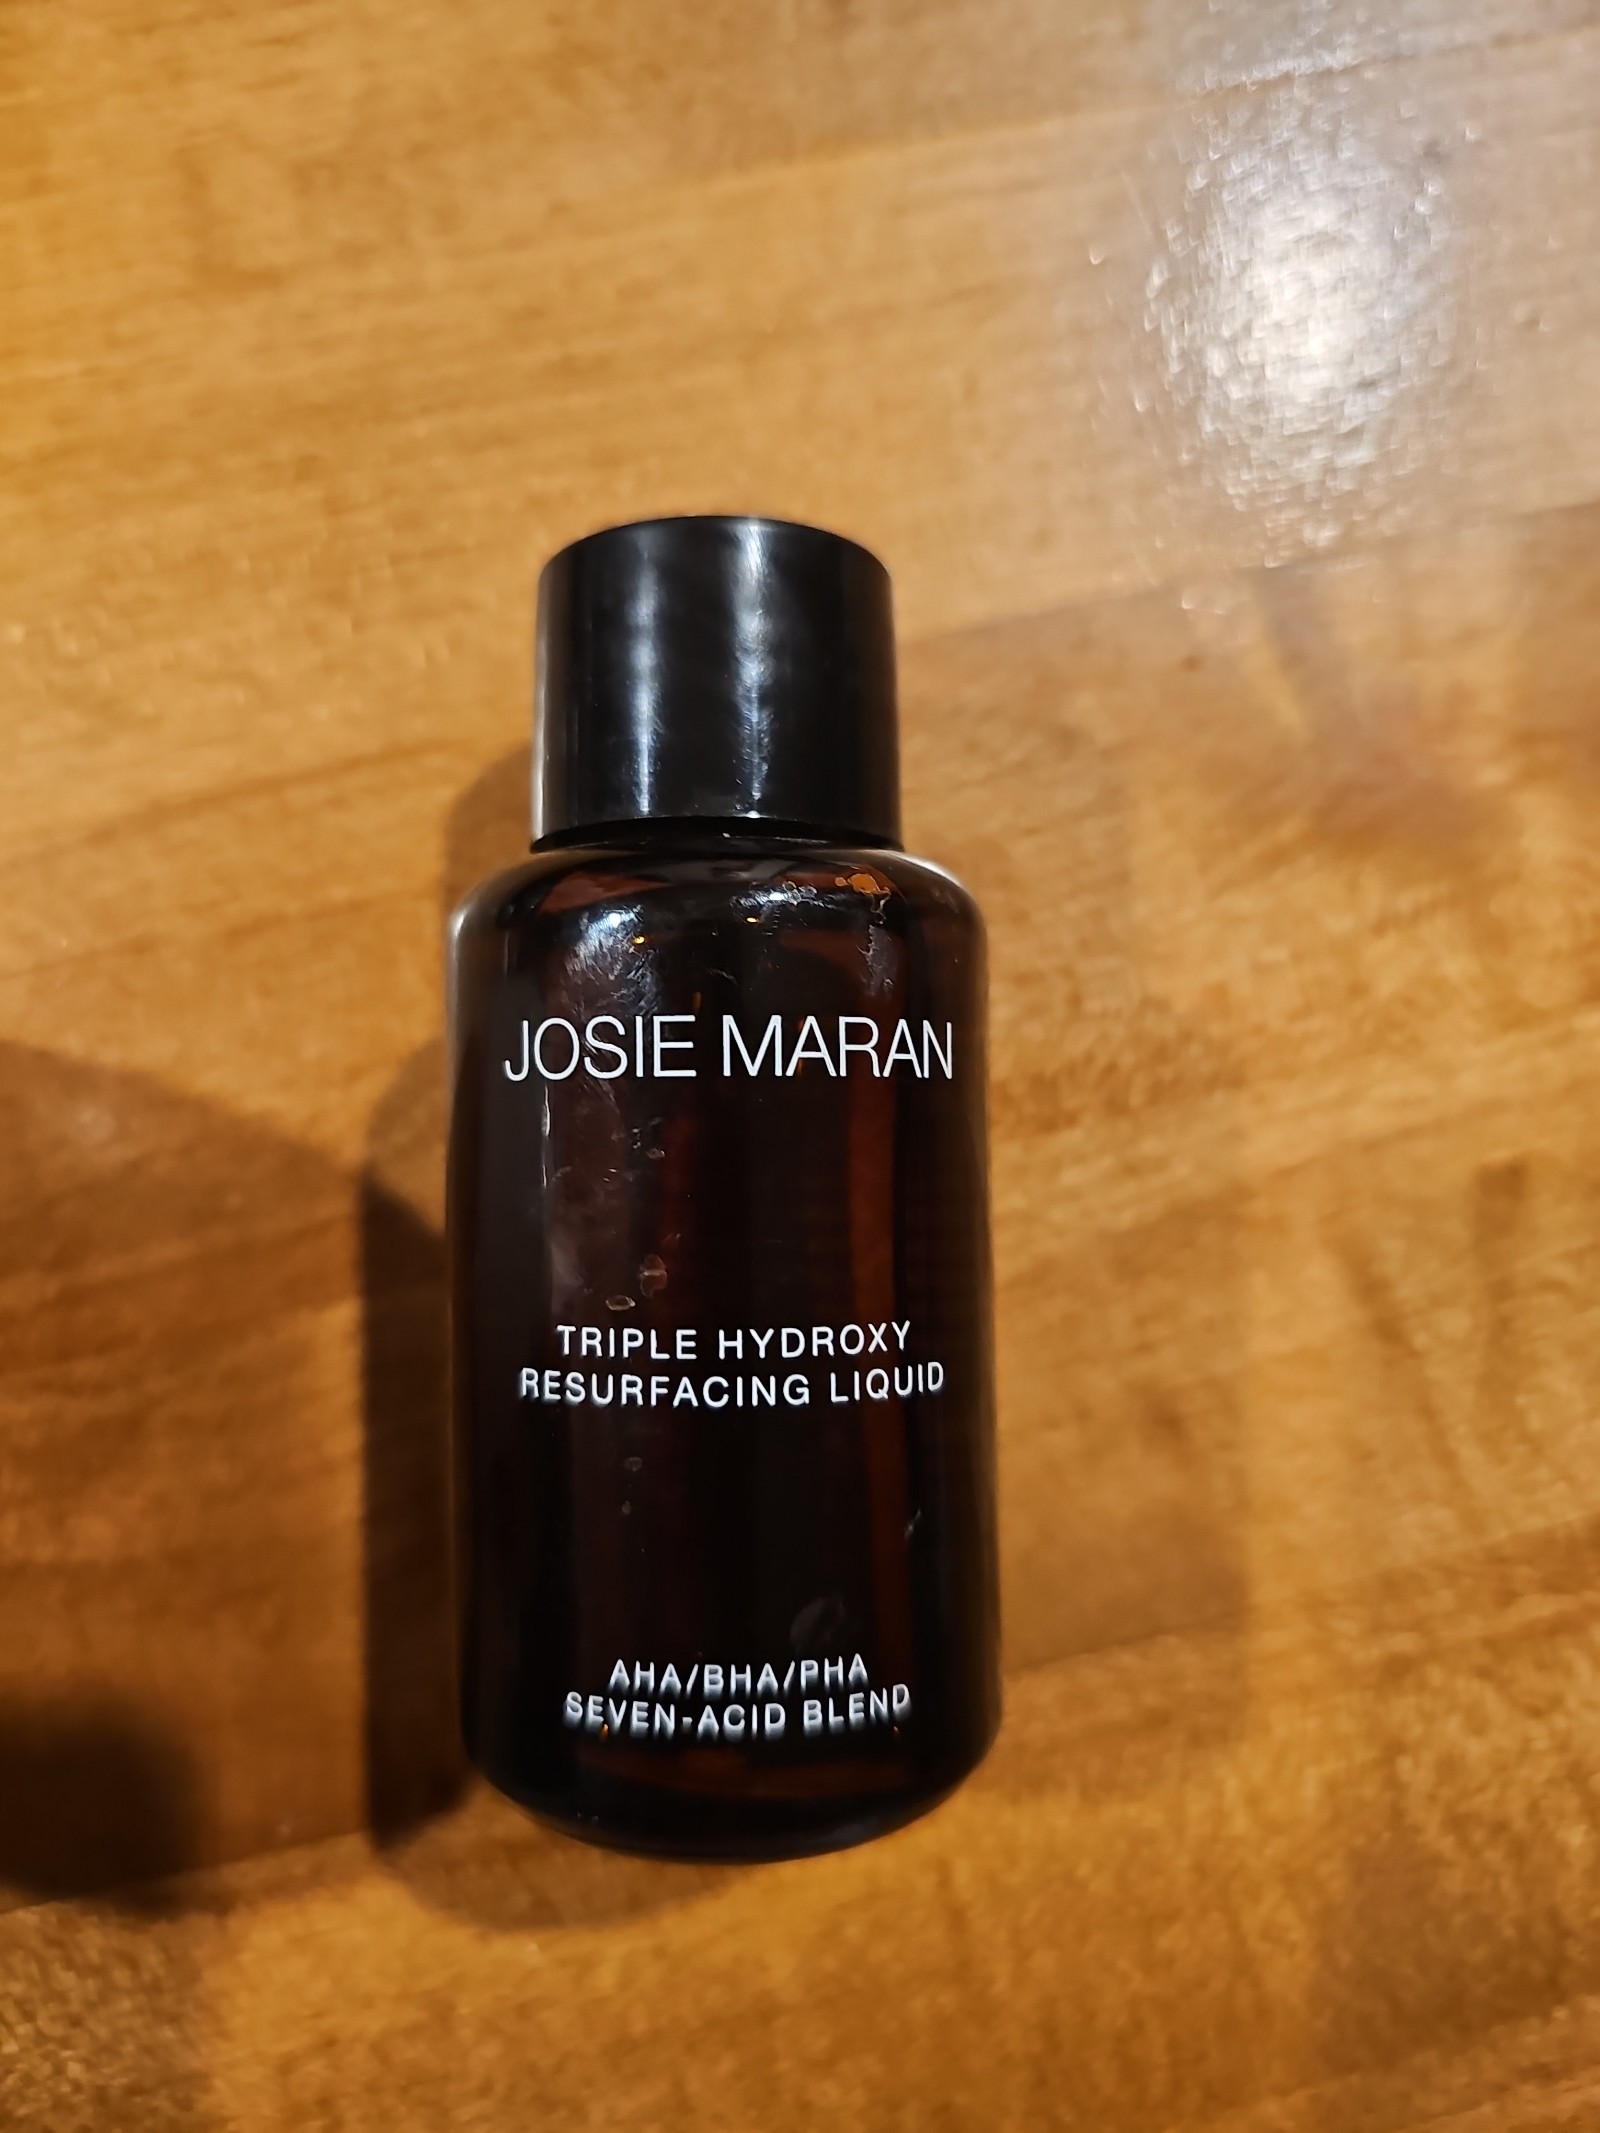 JOSIE MARAN
TRIPLE HYDROXY
RESURFACING LIQUID
AHA/BHA/PHA
SEVEN-ACID BLEND